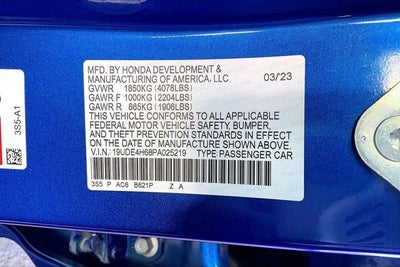 MFD. BY HONDA DEVELOPMENT &
MANUFACTURING OF AMERICA, LLC 03/'23
GVWR 1850KG (4078LBS)
GAWR F 1000KG (2204LBS)
GAWR R 865KG (1906LBS)
THIS VEHICLE CONFORMS TO ALL APPLICABLE
FEDERAL MOTOR VEHICLE SAFETY, BUMPER,
AND THEFT PREVENTION STANDARDS IN EFFECT
ON THE DATE OF MANUFACTURE SHOWN ABOVE.
V.I.N.: 19UDE4H68PA025219 TYPE PASSENGER CAR
3S5 P AC6 B621P Z A
3S5-A1